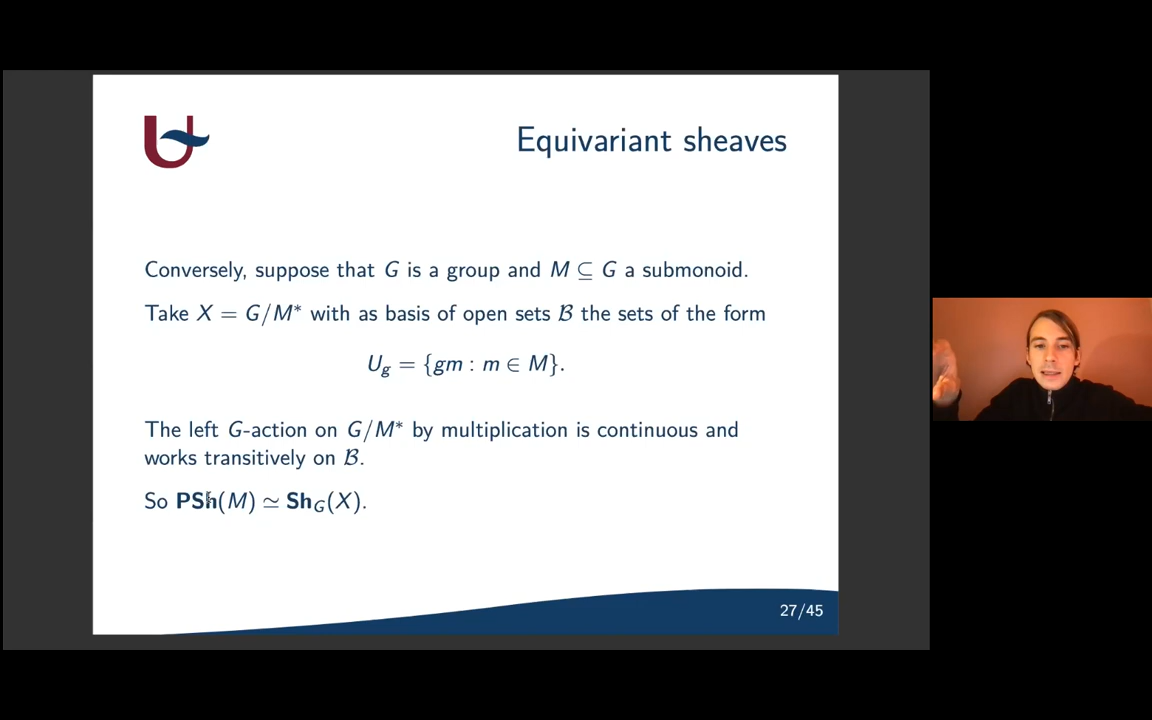 Equivariant sheaves
Conversely, suppose that G is a group and M ⊆ G a submonoid.
Take X = G/M* with as basis of open sets ℬ the sets of the form
U_g = {gm : m ∈ M}.
The left G-action on G/M* by multiplication is continuous and
works transitively on ℬ.
So PSh(M) ≃ Sh_G(X).
27/45